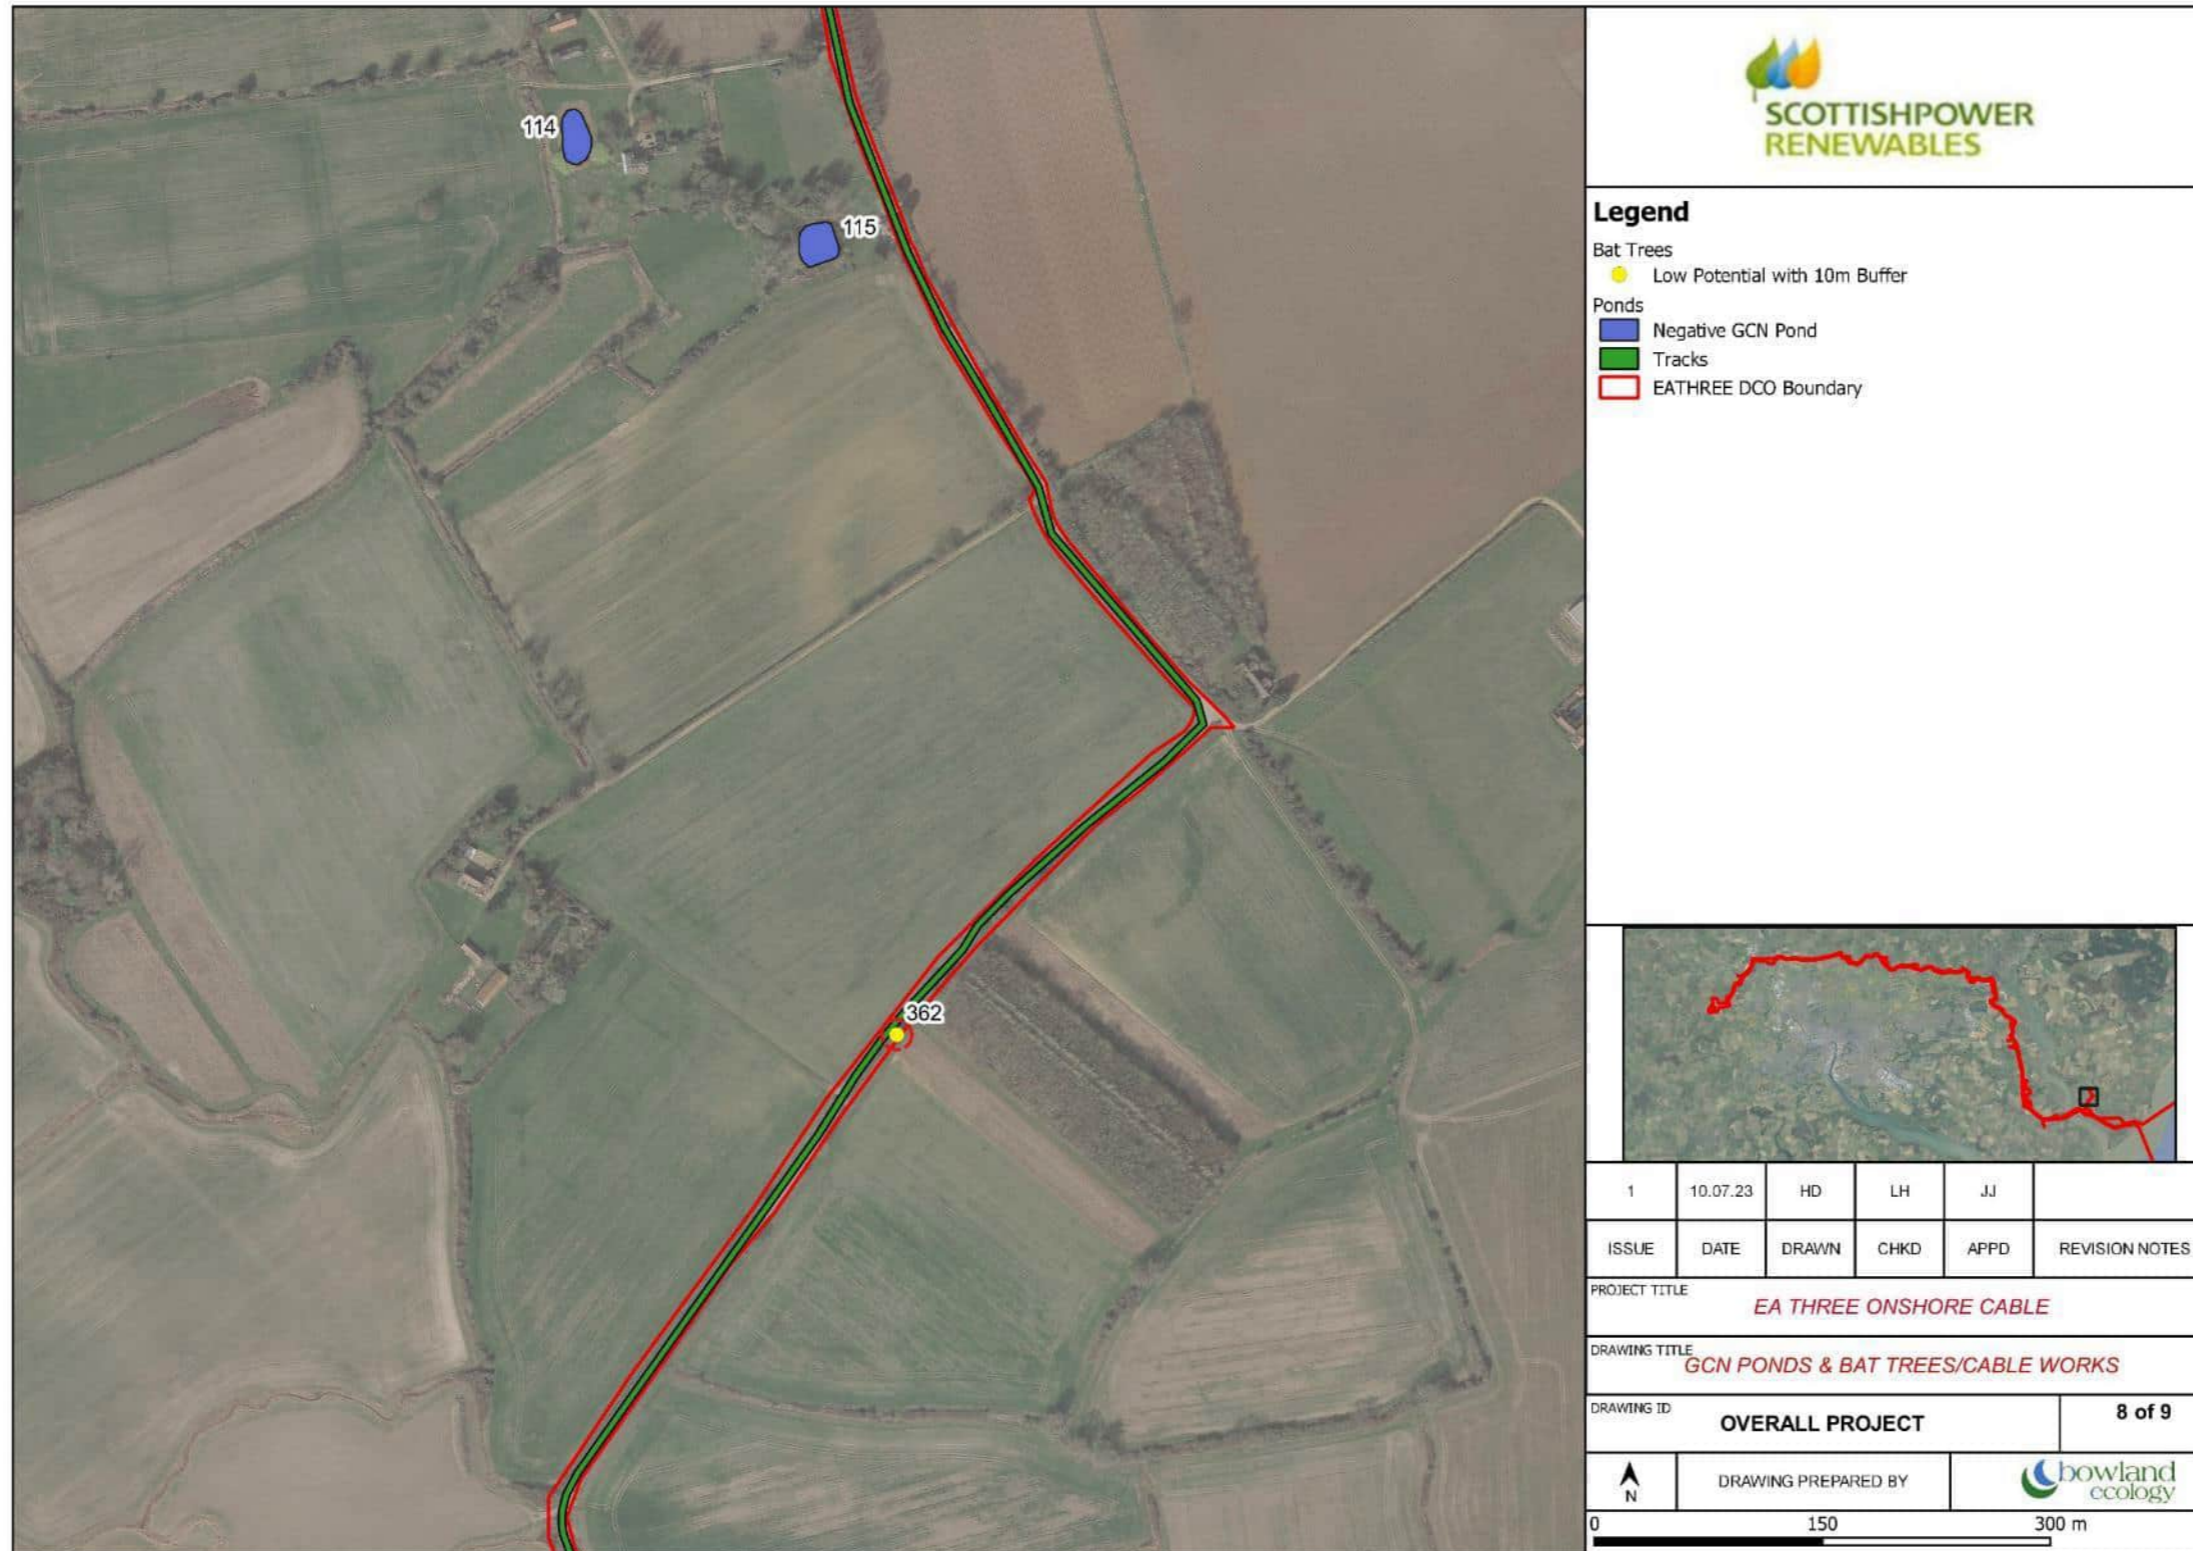 114
115
362
SCOTTISHPOWER
RENEWABLES
Legend
Bat Trees
Low Potential with 10m Buffer
Ponds
Negative GCN Pond
Tracks
EATHREE DCO Boundary
1 10.07.23 HD LH JJ
ISSUE DATE DRAWN CHKD APPD REVISION NOTES
PROJECT TITLE
EA THREE ONSHORE CABLE
DRAWING TITLE
GCN PONDS & BAT TREES/CABLE WORKS
DRAWING ID
OVERALL PROJECT 8 of 9
N DRAWING PREPARED BY bowland
ecology
0 150 300 m